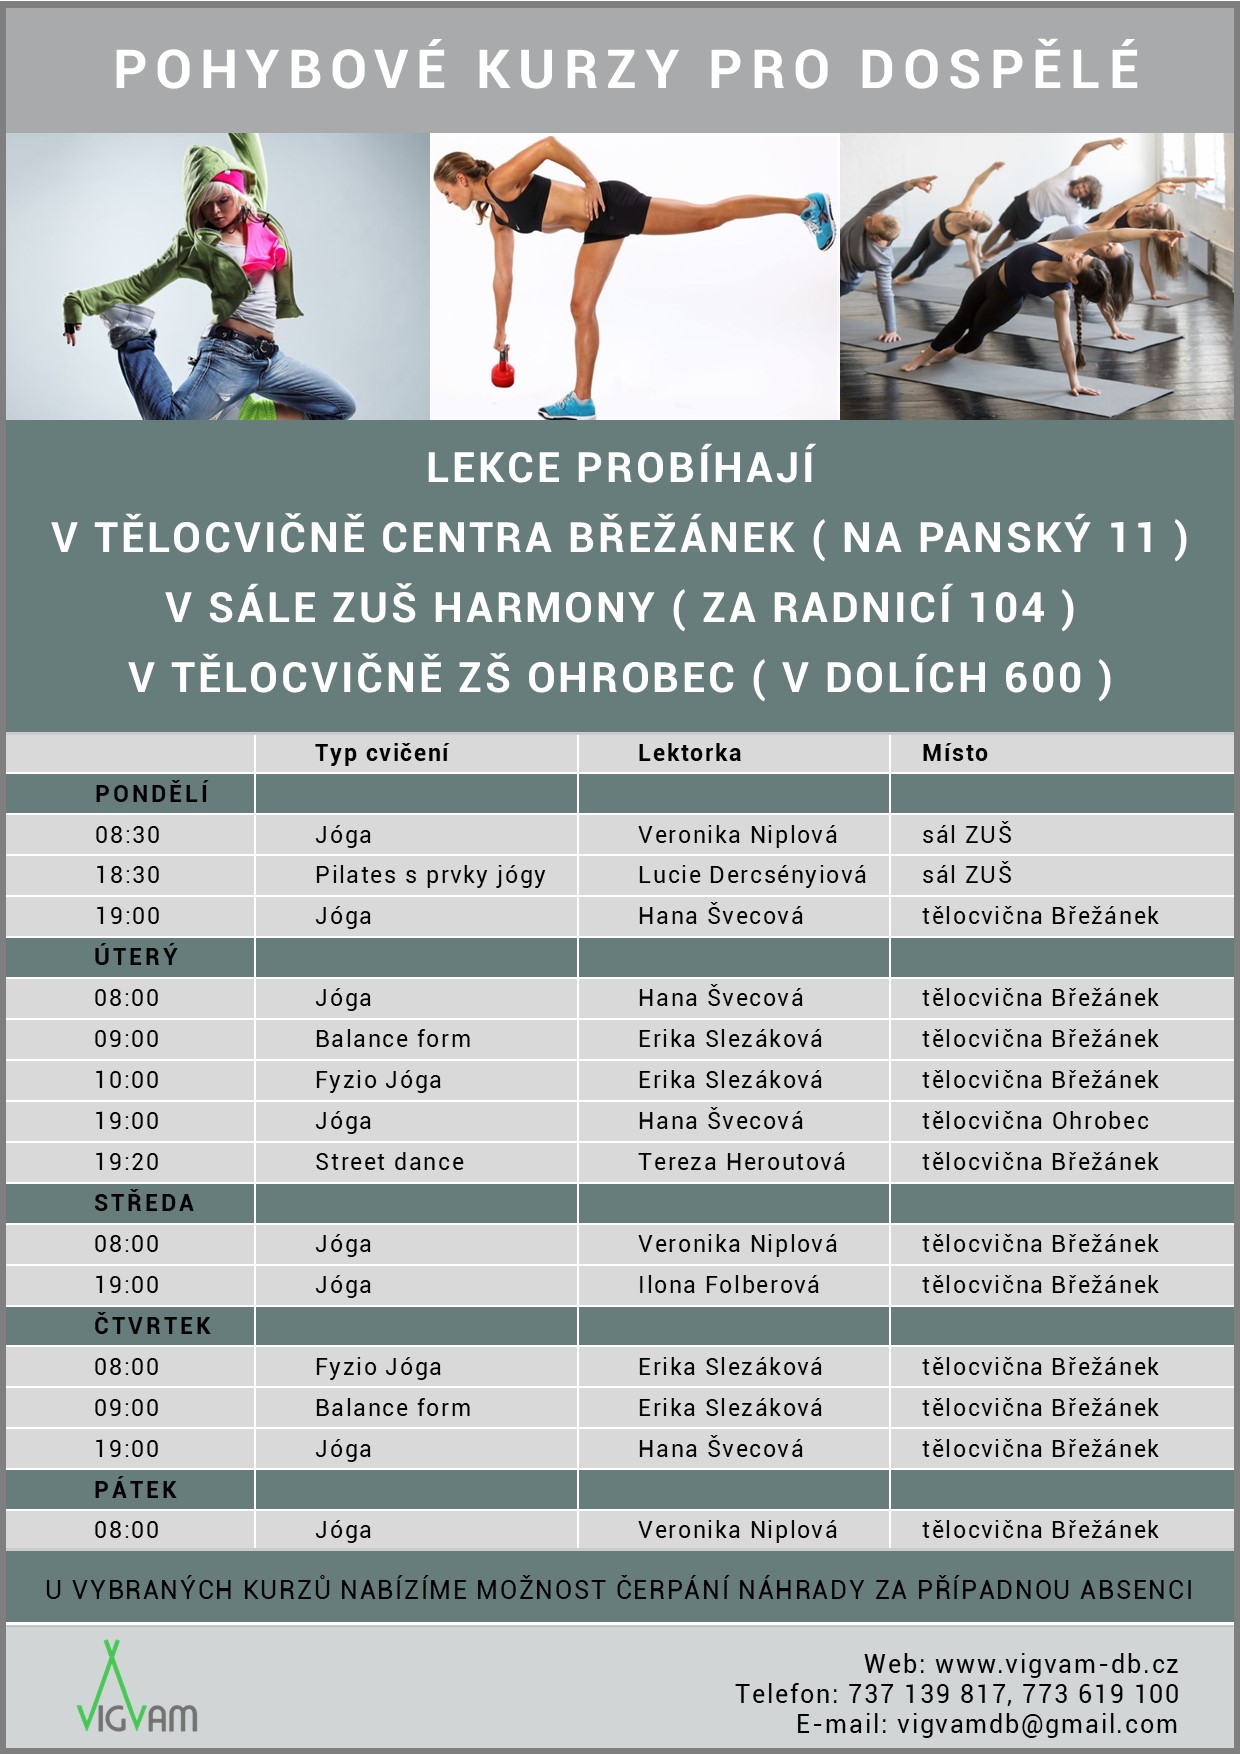 POHYBOVÉ KURZY PRO DOSPĚLÉ
LEKCE PROBÍHAJÍ
V TĚLOCVIČNĚ CENTRA BŘEŽÁNEK ( NA PANSKÝ 11 )
V SÁLE ZUŠ HARMONY ( ZA RADNICÍ 104 )
V TĚLOCVIČNĚ ZŠ OHROBEC ( V DOLÍCH 600 )
Typ cvičení Lektorka Místo
PONDĚLÍ
08:30 Jóga Veronika Niplová sál ZUŠ
18:30 Pilates s prvky jógy Lucie Dercsényiová sál ZUŠ
19:00 Jóga Hana Švecová tělocvična Břežánek
ÚTERÝ
08:00 Jóga Hana Švecová tělocvična Břežánek
09:00 Balance form Erika Slezáková tělocvična Břežánek
10:00 Fyzio Jóga Erika Slezáková tělocvična Břežánek
19:00 Jóga Hana Švecová tělocvična Ohrobec
19:20 Street dance Tereza Heroutová tělocvična Břežánek
STŘEDA
08:00 Jóga Veronika Niplová tělocvična Břežánek
19:00 Jóga Ilona Folberová tělocvična Břežánek
ČTVRTEK
08:00 Fyzio Jóga Erika Slezáková tělocvična Břežánek
09:00 Balance form Erika Slezáková tělocvična Břežánek
19:00 Jóga Hana Švecová tělocvična Břežánek
PÁTEK
08:00 Jóga Veronika Niplová tělocvična Břežánek
U VYBRANÝCH KURZŮ NABÍZÍME MOŽNOST ČERPÁNÍ NÁHRADY ZA PŘÍPADNOU ABSENCI
VIGVAM
Web: www.vigvam-db.cz
Telefon: 737 139 817, 773 619 100
E-mail: vigvamdb@gmail.com